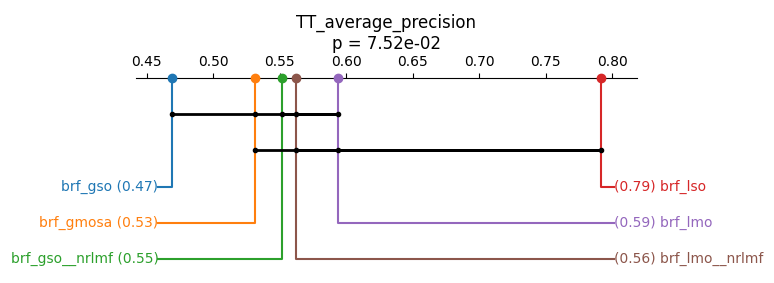 TT_average_precision
p = 7.52e-02
0.45 0.50 0.55 0.60 0.65 0.70 0.75 0.80
brf_gso (0.47) (0.79) brf_lso
brf_gmosa (0.53) (0.59) brf_lmo
brf_gso__nrlmf (0.55) (0.56) brf_lmo__nrlmf